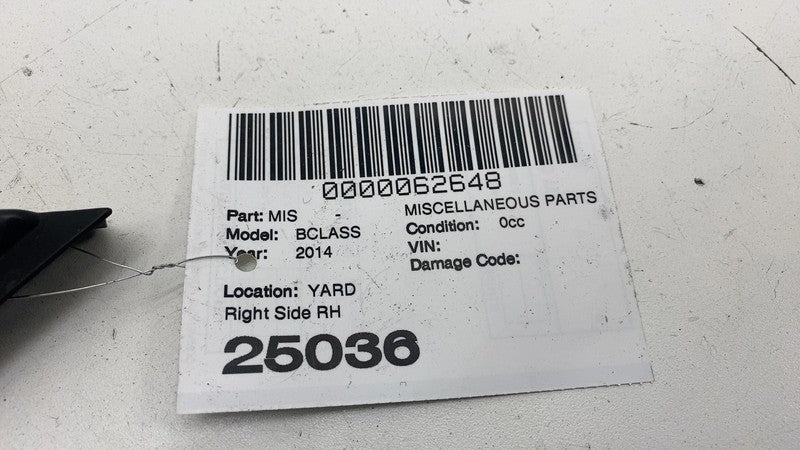 0000062648
Part: MIS - MISCELLANEOUS PARTS
Model: BCLASS Condition: 0cc
Year: 2014 VIN:
Damage Code:
Location: YARD
Right Side RH
25036